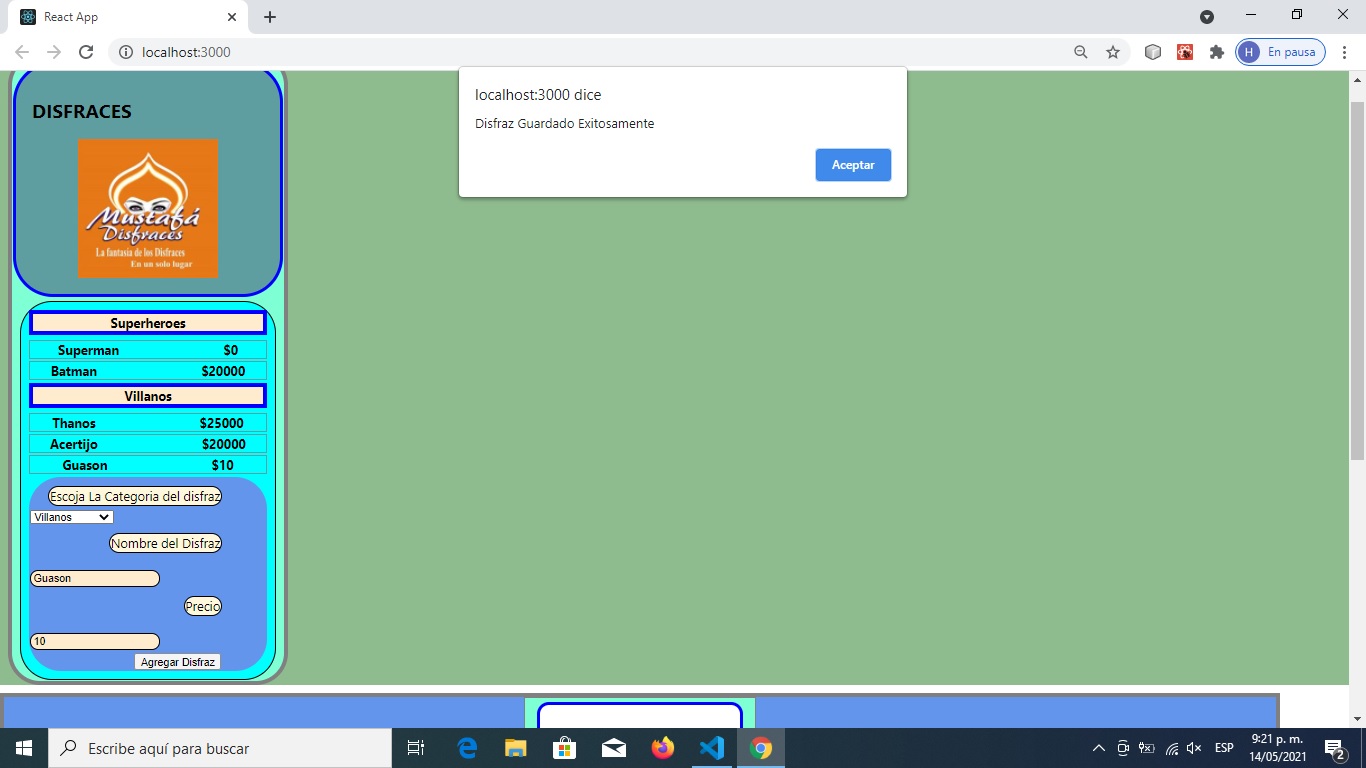 React App
localhost:3000
H
En pausa
localhost:3000 dice
Disfraz Guardado Exitosamente
Aceptar
DISFRACES
Mustafá
Disfraces
La fantasia de los Disfraces
En un solo lugar
Superheroes
Superman $0
Batman $20000
Villanos
Thanos $25000
Acertijo $20000
Guason $10
Escoja La Categoria del disfraz
Villanos
Nombre del Disfraz
Guason
Precio
10
Agregar Disfraz
Escribe aquí para buscar
ESP
9:21 p. m.
14/05/2021
2